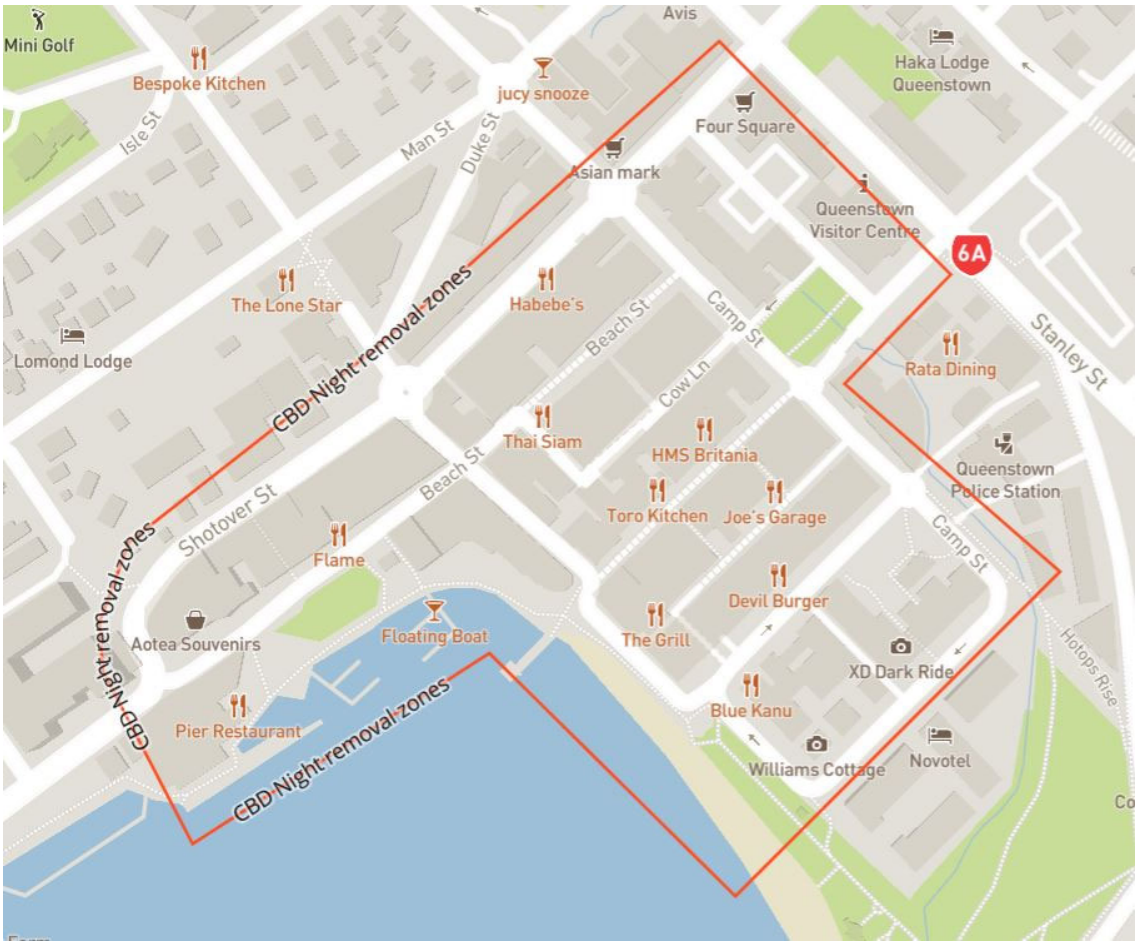 Avis
Mini Golf
Bespoke Kitchen
Haka Lodge
Queenstown
jucy snooze
Four Square
Isle St
Man St
Duke St
Asian mark
Queenstown
Visitor Centre
6A
The Lone Star
Habebe's
CBD Night removal zones
Beach St
Camp St
Stanley St
Lomond Lodge
Rata Dining
Cow Ln
Thai Siam
HMS Britania
Queenstown
Police Station
Beach St
Shotover St
Toro Kitchen
Joe's Garage
Camp St
CBD Night removal zones
Flame
Devil Burger
Floating Boat
The Grill
Aotea Souvenirs
XD Dark Ride
Hotops Rise
Pier Restaurant
Blue Kanu
CBD Night removal zones
Williams Cottage
Novotel
Co